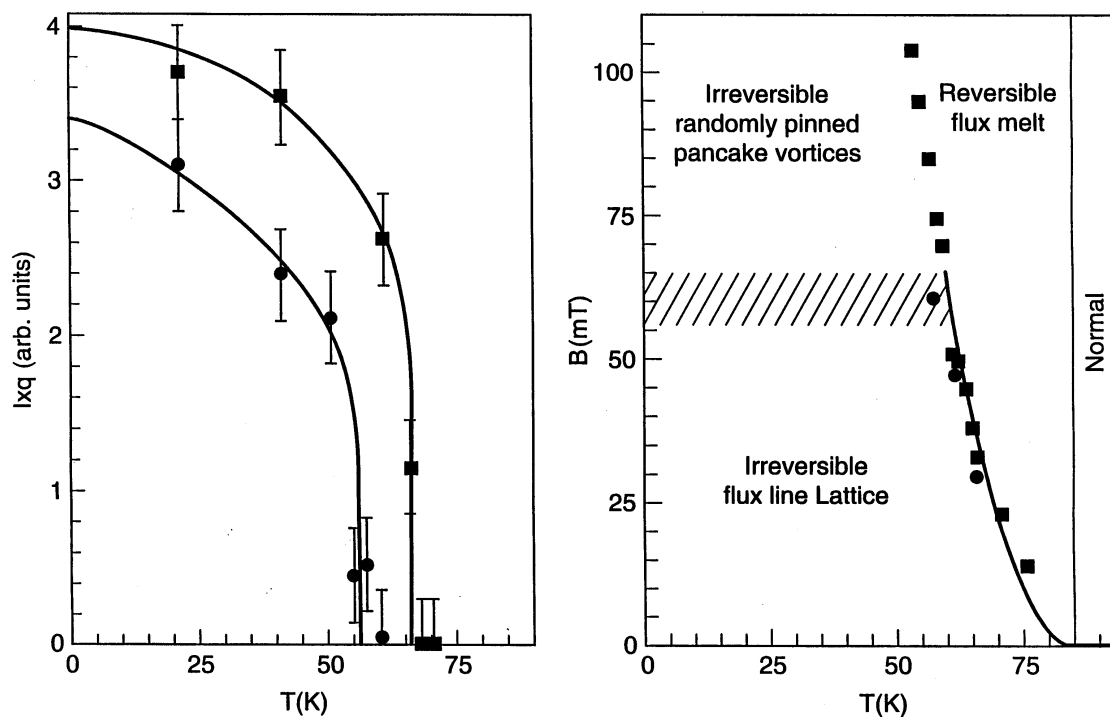 4
3
2
1
0
Ixq (arb. units)
0
25
50
75
T(K)
100
75
50
25
0
B(mT)
Irreversible
randomly pinned
pancake vortices
Reversible
flux melt
Irreversible
flux line Lattice
Normal
0
25
50
75
T(K)